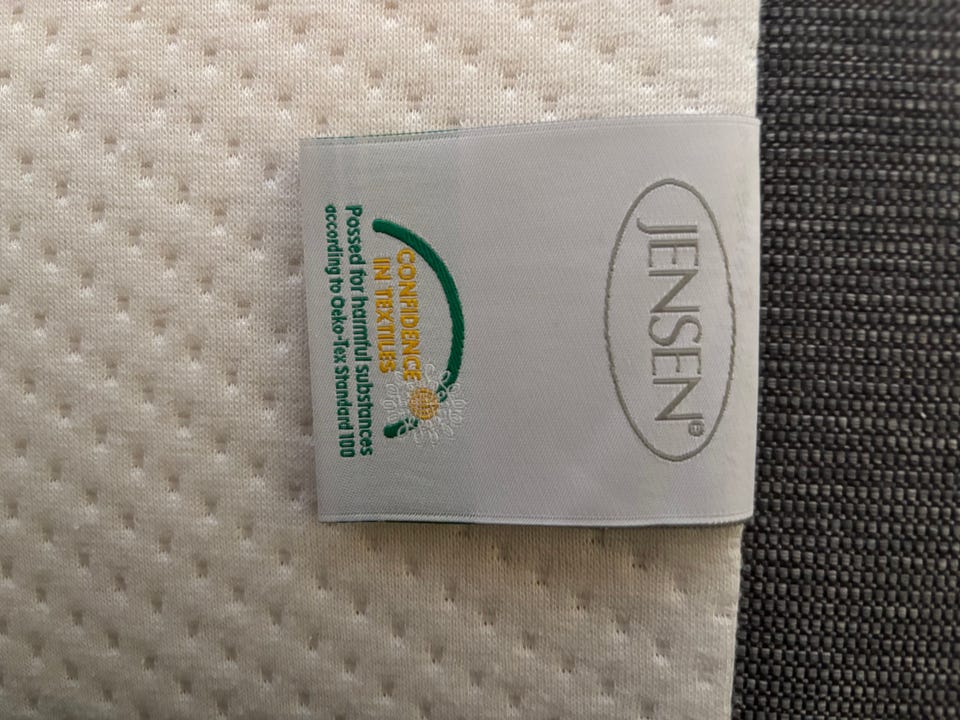 JENSEN®
CONFIDENCE
IN TEXTILES
Passed for harmful substances
according to Oeko-Tex Standard 100